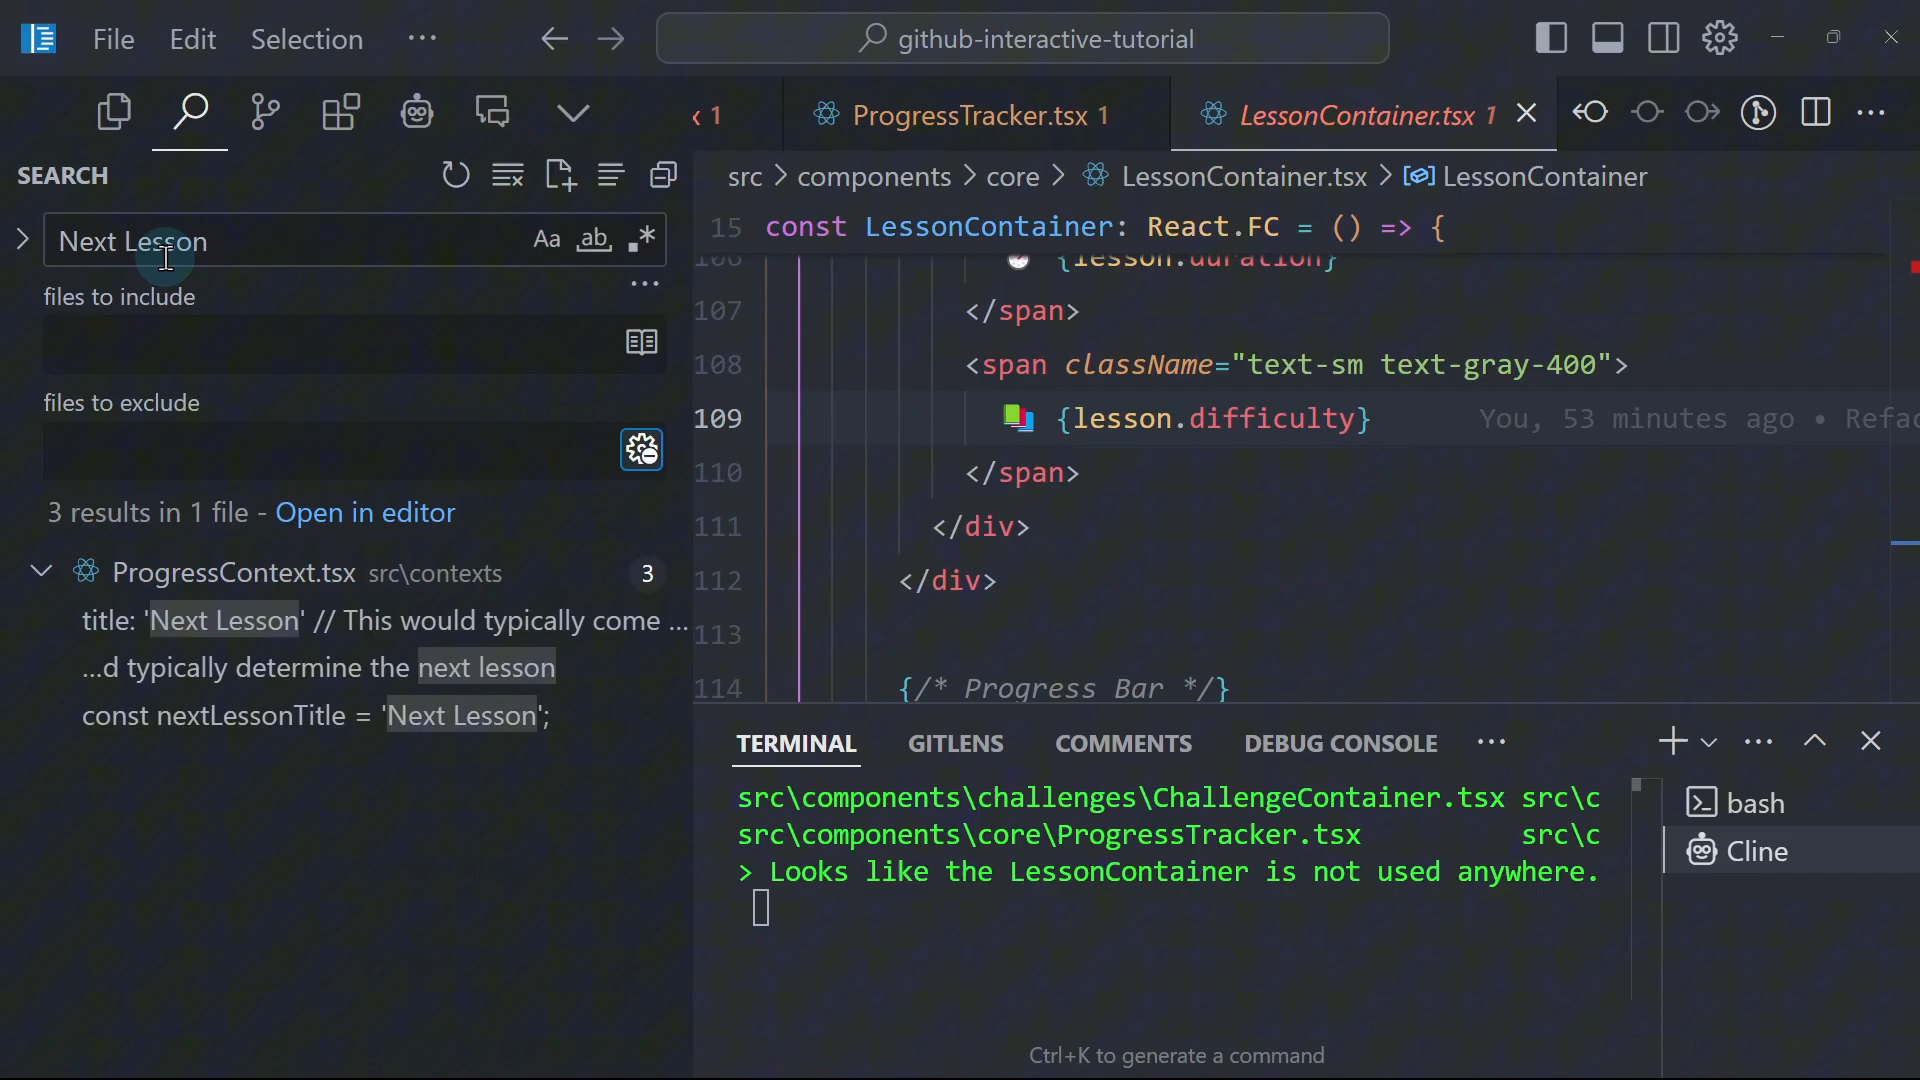 File Edit Selection ···
github-interactive-tutorial
x 1
ProgressTracker.tsx 1
LessonContainer.tsx 1
SEARCH
Next Lesson
Aa ab .*
files to include
files to exclude
3 results in 1 file - Open in editor
ProgressContext.tsx src\contexts 3
title: 'Next Lesson' // This would typically come ...
...d typically determine the next lesson
const nextLessonTitle = 'Next Lesson';
src > components > core > LessonContainer.tsx > LessonContainer
15 const LessonContainer: React.FC = () => {
106 {lesson.duration}
107 </span>
108 <span className="text-sm text-gray-400">
109 {lesson.difficulty} You, 53 minutes ago • Refac
110 </span>
111 </div>
112 </div>
113
114 {/* Progress Bar */}
TERMINAL GITLENS COMMENTS DEBUG CONSOLE ···
src\components\challenges\ChallengeContainer.tsx src\c
src\components\core\ProgressTracker.tsx src\c
> Looks like the LessonContainer is not used anywhere.
bash
Cline
Ctrl+K to generate a command